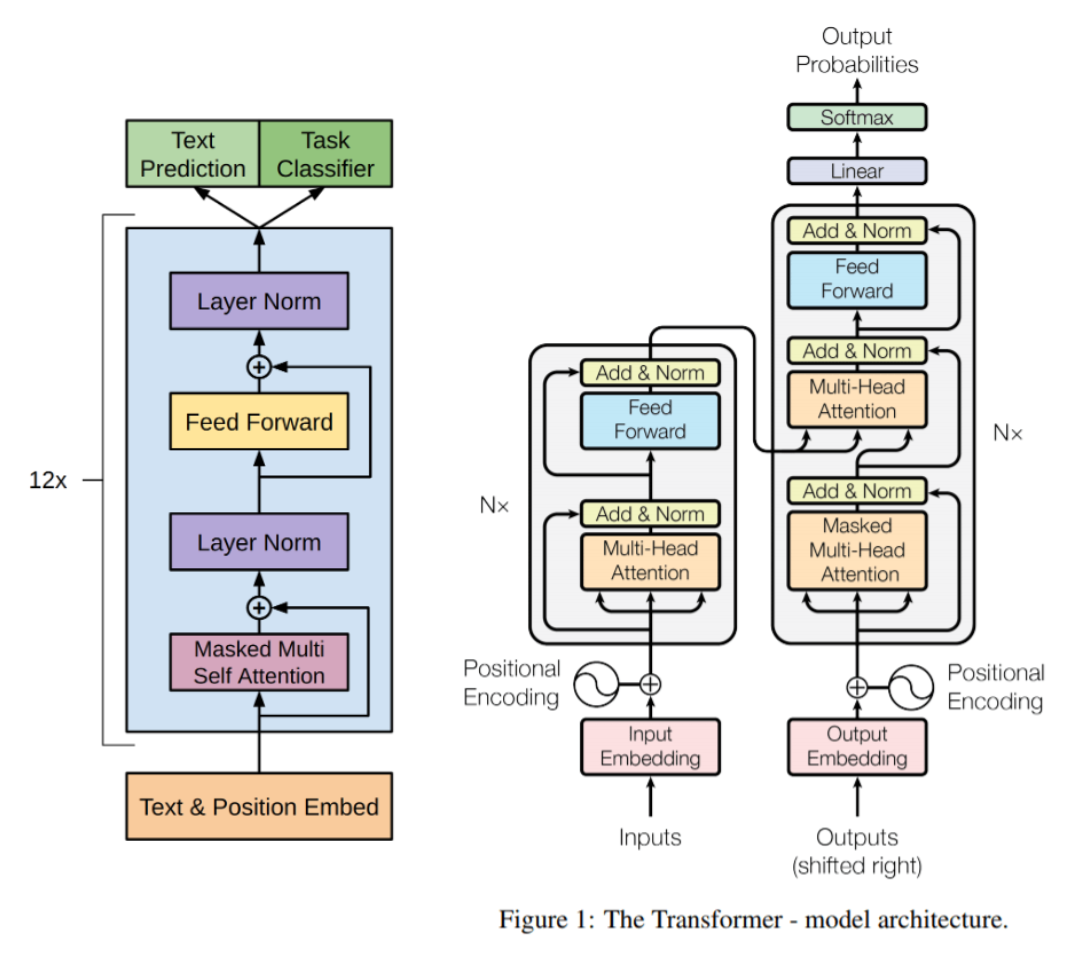 Text
Prediction
Task
Classifier
12x
Layer Norm
+
Feed Forward
Layer Norm
+
Masked Multi
Self Attention
Text & Position Embed
Output
Probabilities
Softmax
Linear
Add & Norm
Feed
Forward
Add & Norm
Multi-Head
Attention
Add & Norm
Masked
Multi-Head
Attention
N×
Add & Norm
Feed
Forward
Add & Norm
Multi-Head
Attention
N×
Positional
Encoding
+
Input
Embedding
Inputs
+
Positional
Encoding
Output
Embedding
Outputs
(shifted right)
Figure 1: The Transformer - model architecture.